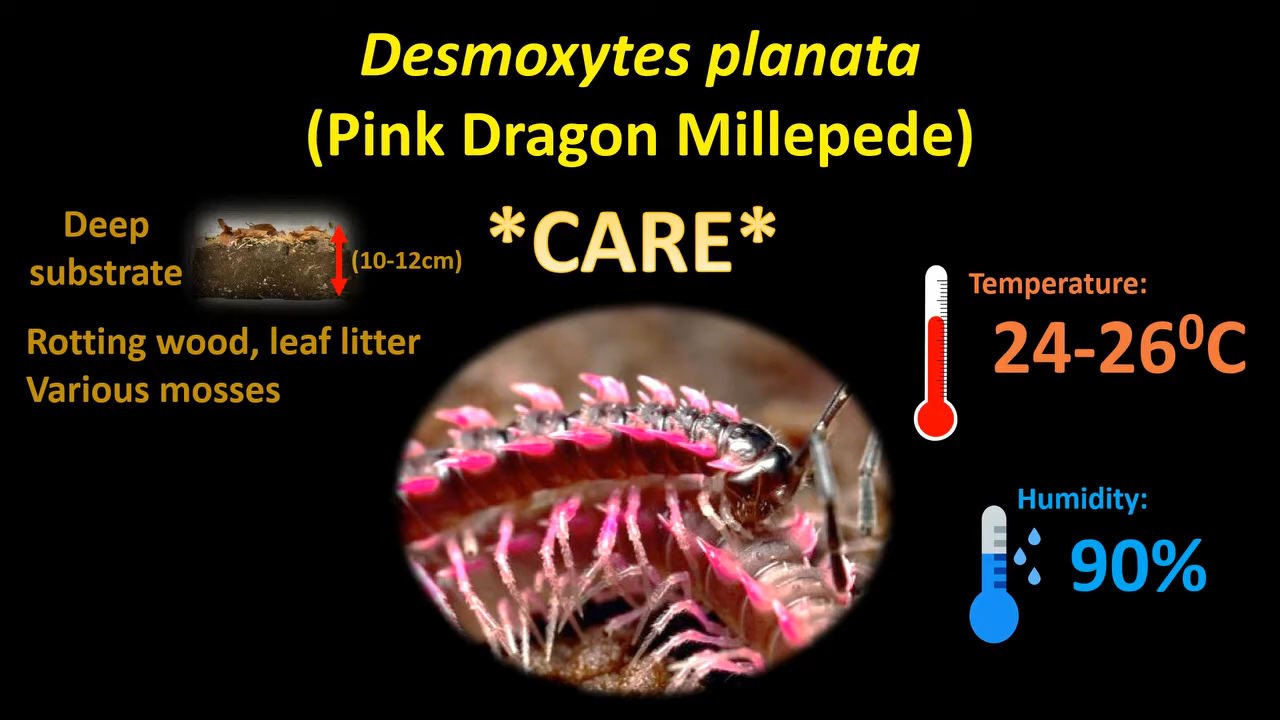 Desmoxytes planata
(Pink Dragon Millepede)
*CARE*
Deep
substrate
(10-12cm)
Rotting wood, leaf litter
Various mosses
Temperature:
24-26⁰C
Humidity:
90%